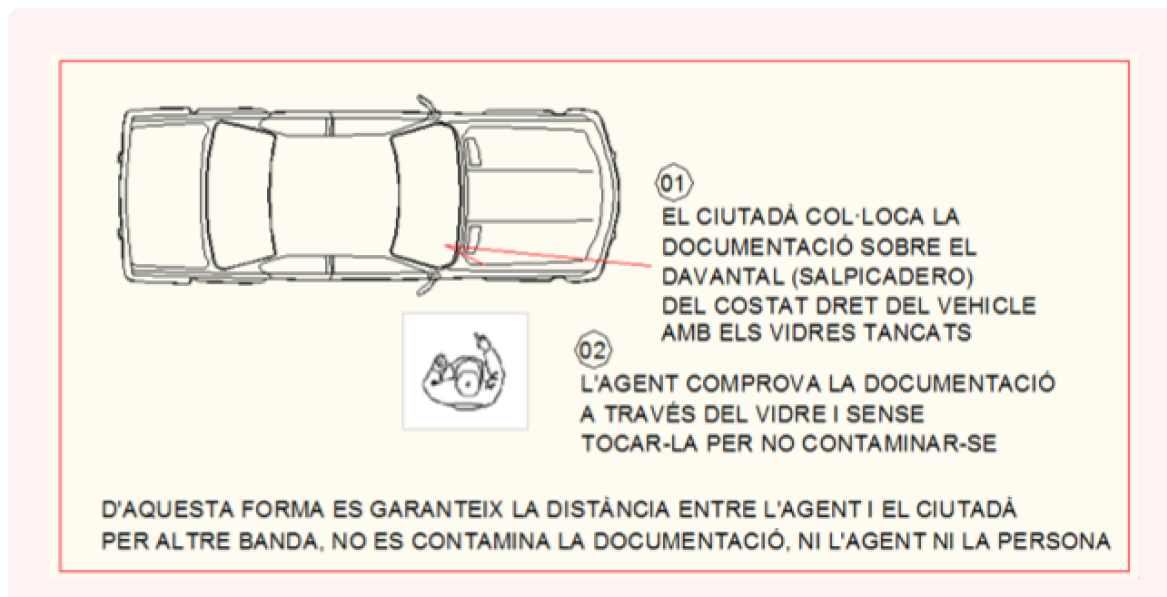 01
EL CIUTADÀ COL·LOCA LA
DOCUMENTACIÓ SOBRE EL
DAVANTAL (SALPICADERO)
DEL COSTAT DRET DEL VEHICLE
AMB ELS VIDRES TANCATS
02
L'AGENT COMPROVA LA DOCUMENTACIÓ
A TRAVÉS DEL VIDRE I SENSE
TOCAR-LA PER NO CONTAMINAR-SE
D'AQUESTA FORMA ES GARANTEIX LA DISTÀNCIA ENTRE L'AGENT I EL CIUTADÀ
PER ALTRE BANDA, NO ES CONTAMINA LA DOCUMENTACIÓ, NI L'AGENT NI LA PERSONA